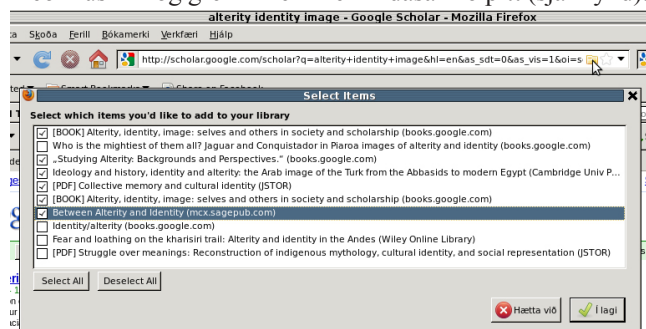 alterity identity image - Google Scholar - Mozilla Firefox
Skoða Ferill Bókamerki Verkfæri Hjálp
http://scholar.google.com/scholar?q=alterity+identity+image&hl=en&as_sdt=0&as_vis=1&oi=s
Select Items
Select which items you'd like to add to your library
[BOOK] Alterity, identity, image: selves and others in society and scholarship (books.google.com)
Who is the mightiest of them all? Jaguar and Conquistador in Piaroa images of alterity and identity (books.google.com)
„Studying Alterity: Backgrounds and Perspectives.“ (books.google.com)
Ideology and history, identity and alterity: the Arab image of the Turk from the Abbasids to modern Egypt (Cambridge Univ P...
[PDF] Collective memory and cultural identity (JSTOR)
[BOOK] Alterity, identity, image: selves and others in society and scholarship (books.google.com)
Between Alterity and Identity (mcx.sagepub.com)
Identity/alterity (books.google.com)
Fear and loathing on the kharisiri trail: Alterity and identity in the Andes (Wiley Online Library)
[PDF] Struggle over meanings: Reconstruction of indigenous mythology, cultural identity, and social representation (JSTOR)
Select All Deselect All
Hætta við Í lagi